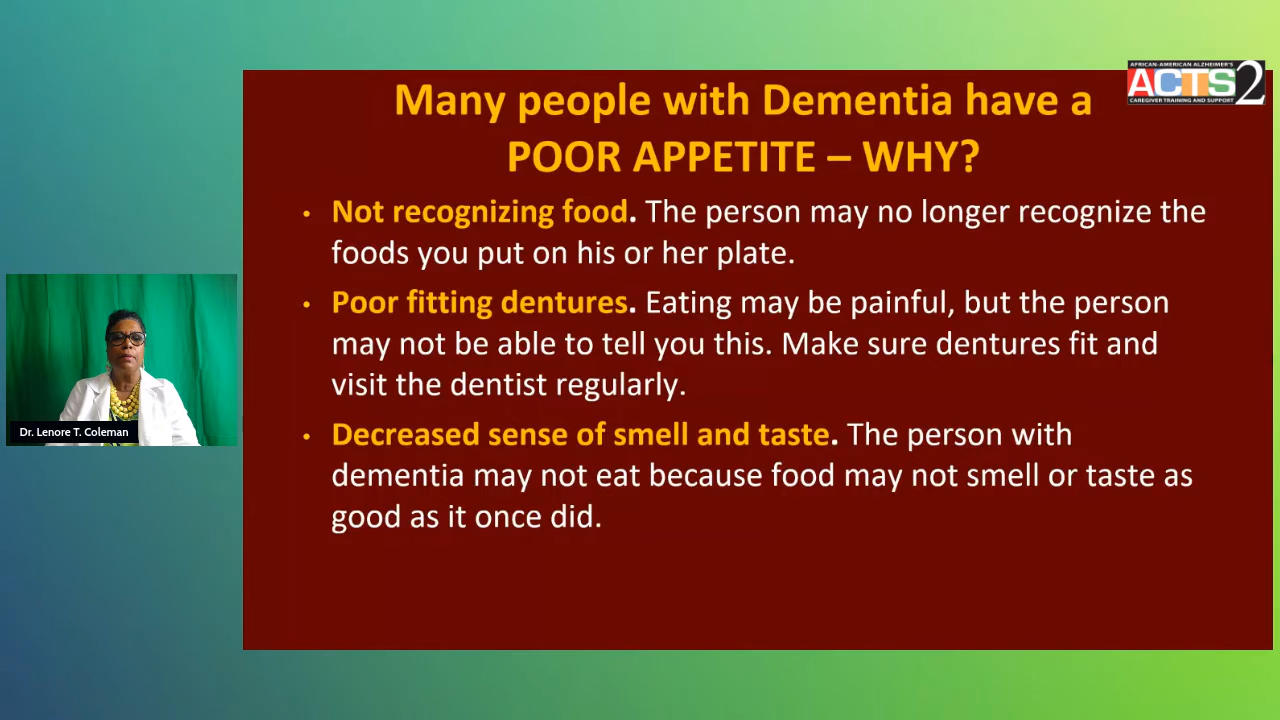 AFRICAN-AMERICAN ALZHEIMER'S
ACTS2
CAREGIVER TRAINING AND SUPPORT
Many people with Dementia have a
POOR APPETITE – WHY?
• Not recognizing food. The person may no longer recognize the
foods you put on his or her plate.
• Poor fitting dentures. Eating may be painful, but the person
may not be able to tell you this. Make sure dentures fit and
visit the dentist regularly.
• Decreased sense of smell and taste. The person with
dementia may not eat because food may not smell or taste as
good as it once did.
Dr. Lenore T. Coleman